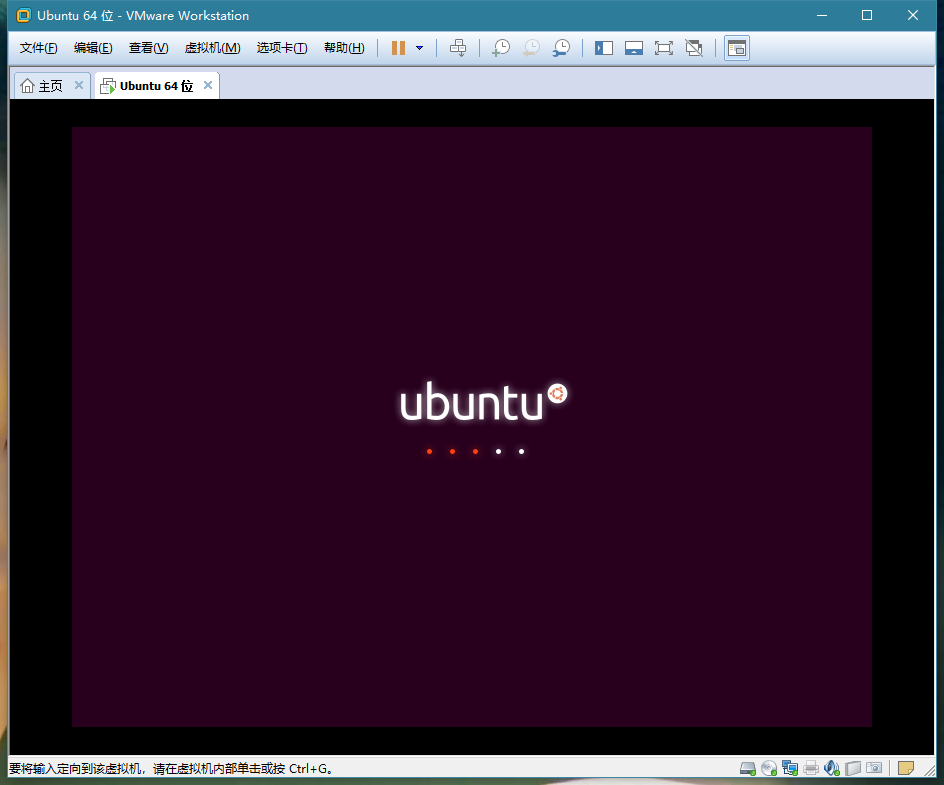 Ubuntu 64 位 - VMware Workstation
文件(F) 编辑(E) 查看(V) 虚拟机(M) 选项卡(T) 帮助(H)
主页 Ubuntu 64 位
ubuntu
要将输入定向到该虚拟机，请在虚拟机内部单击或按 Ctrl+G。